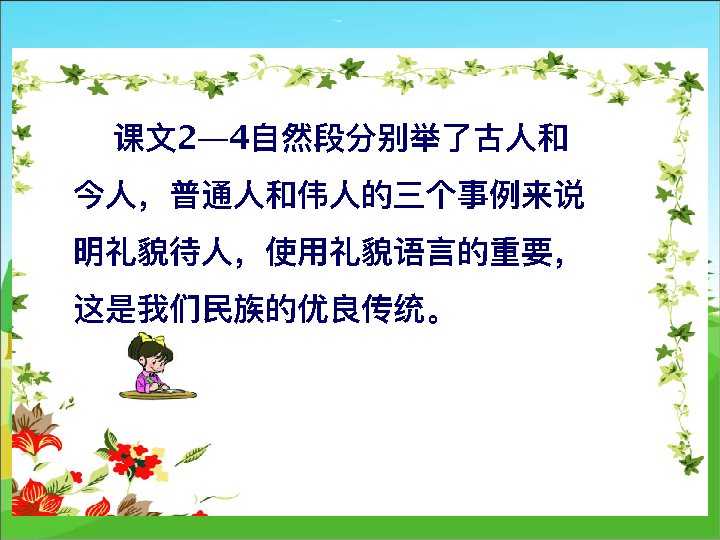 课文2—4自然段分别举了古人和
今人，普通人和伟人的三个事例来说
明礼貌待人，使用礼貌语言的重要，
这是我们民族的优良传统。